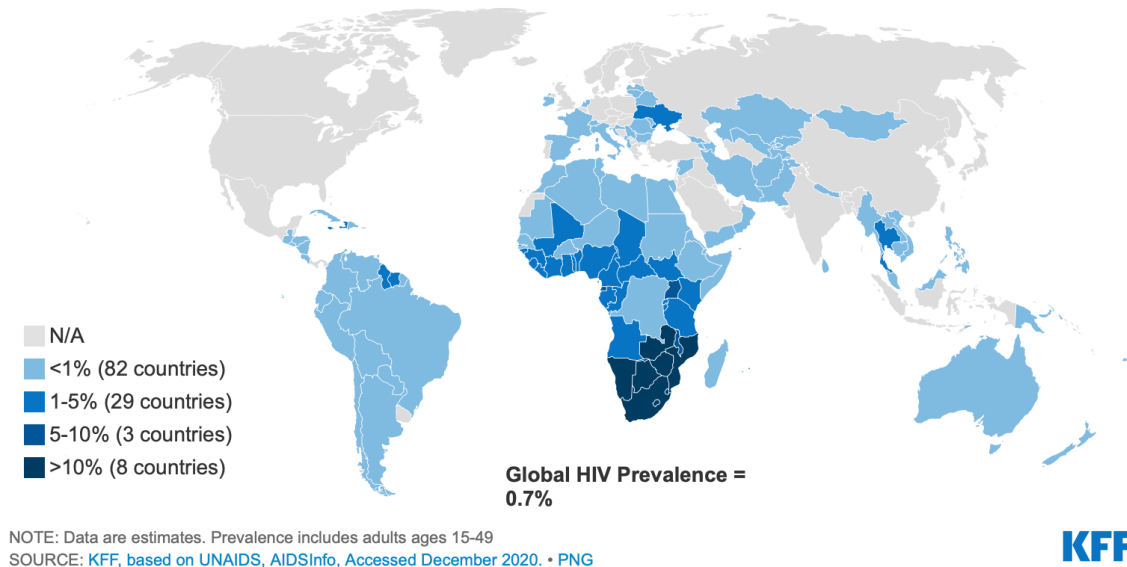 N/A
<1% (82 countries)
1-5% (29 countries)
5-10% (3 countries)
>10% (8 countries)
Global HIV Prevalence =
0.7%
NOTE: Data are estimates. Prevalence includes adults ages 15-49
SOURCE: KFF, based on UNAIDS, AIDSInfo, Accessed December 2020. • PNG
KFF